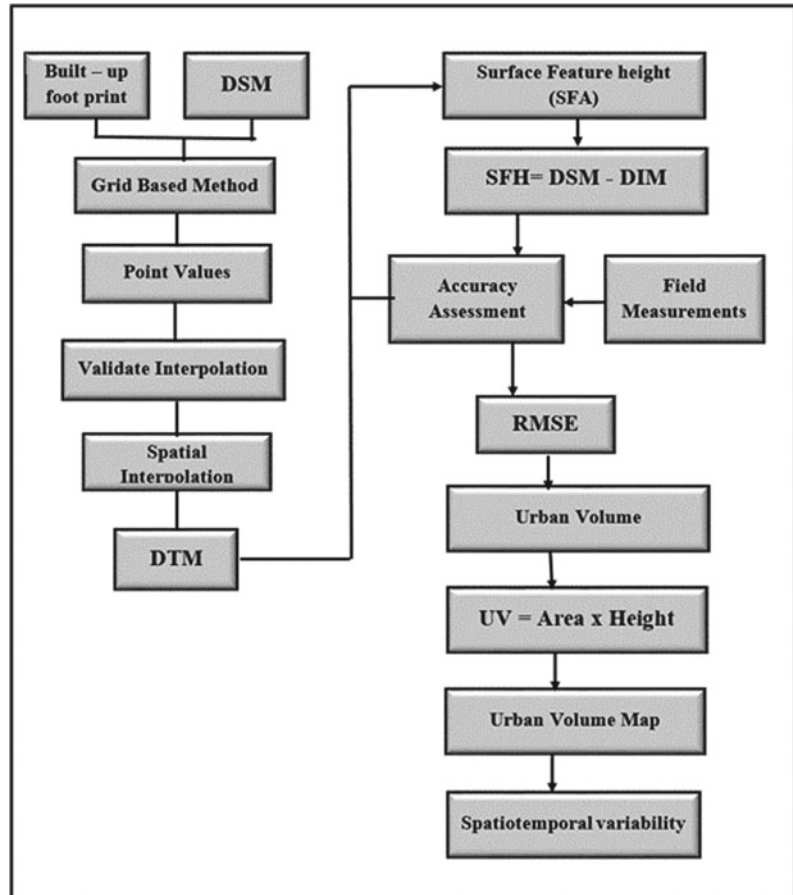 Built – up
foot print
DSM
Grid Based Method
Point Values
Validate Interpolation
Spatial
Interpolation
DTM
Surface Feature height
(SFA)
SFH= DSM - DIM
Accuracy
Assessment
Field
Measurements
RMSE
Urban Volume
UV = Area x Height
Urban Volume Map
Spatiotemporal variability